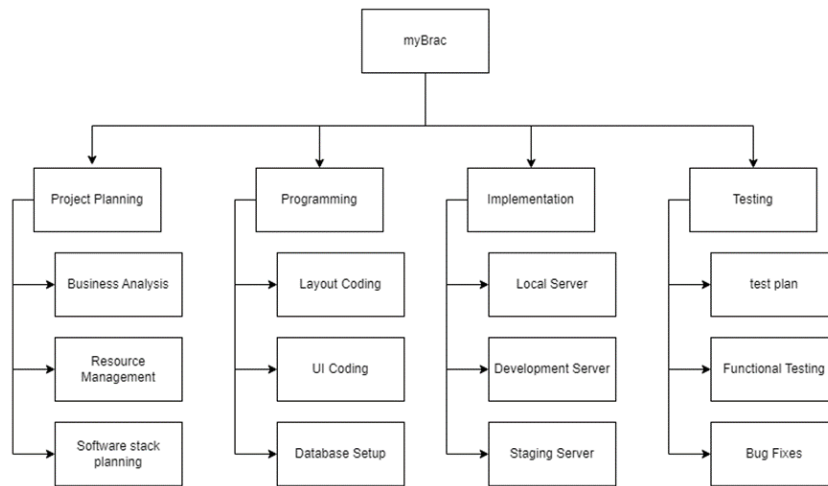 myBrac
Project Planning
Programming
Implementation
Testing
Business Analysis
Layout Coding
Local Server
test plan
Resource
Management
UI Coding
Development Server
Functional Testing
Software stack
planning
Database Setup
Staging Server
Bug Fixes